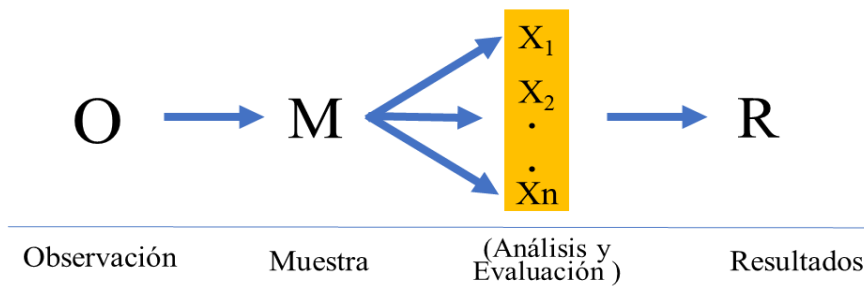 O
M
X₁
X₂
.
.
Xn
R
Observación
Muestra
(Análisis y
Evaluación )
Resultados